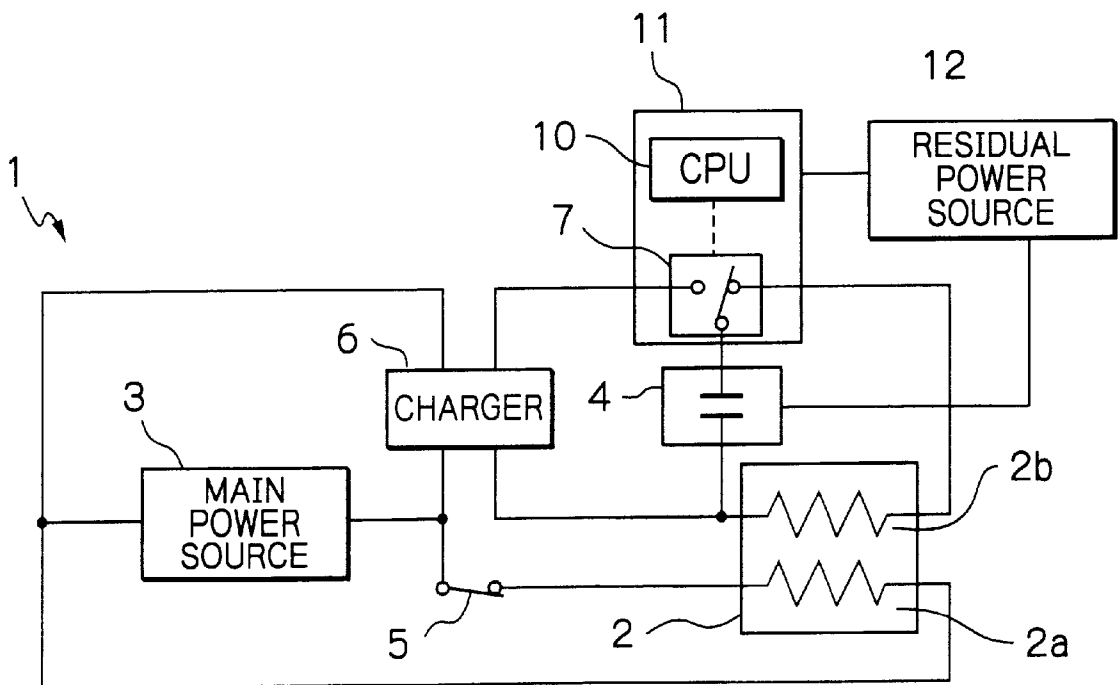 11
12
10
CPU
RESIDUAL
POWER
SOURCE
1
7
6
CHARGER
4
3
MAIN
POWER
SOURCE
2b
5
2
2a